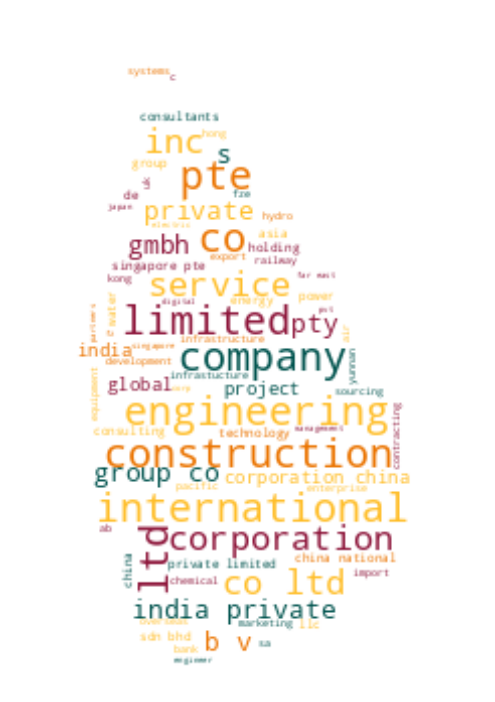 systems
c
consultants
inc hong
s
group
pte
uk
de fze
japan
private hydro
electric
co asia
gmbh holding
export railway
singapore pte
kong far east
service
digital energy power
water
limited pty
partners
infrastructure air
india singapore
company
development
infrastucture yunnan
global project sourcing
equipment
engineering
consulting technology management
contracting
construction
group co corporation china
pacific enterprise
international
ab
corporation
ltd
china
private limited china national
chemical co ltd import
india private
overseas marketing llc
sdn bhd b v sa
bank
engineer